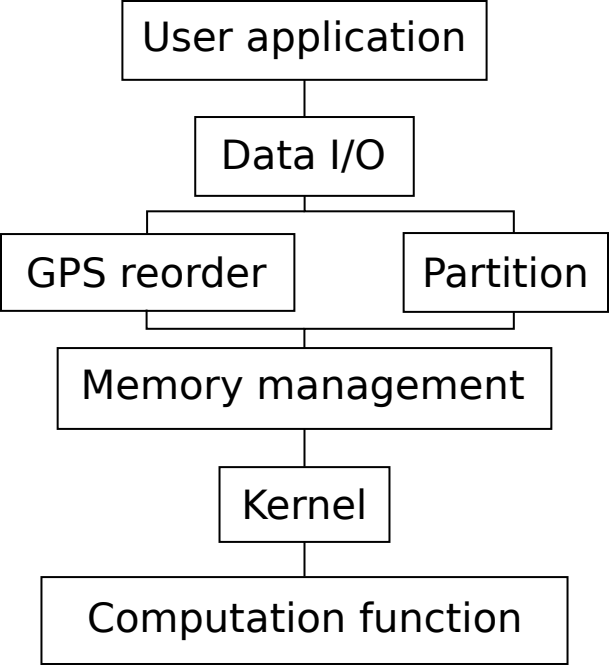 User application
Data I/O
GPS reorder
Partition
Memory management
Kernel
Computation function